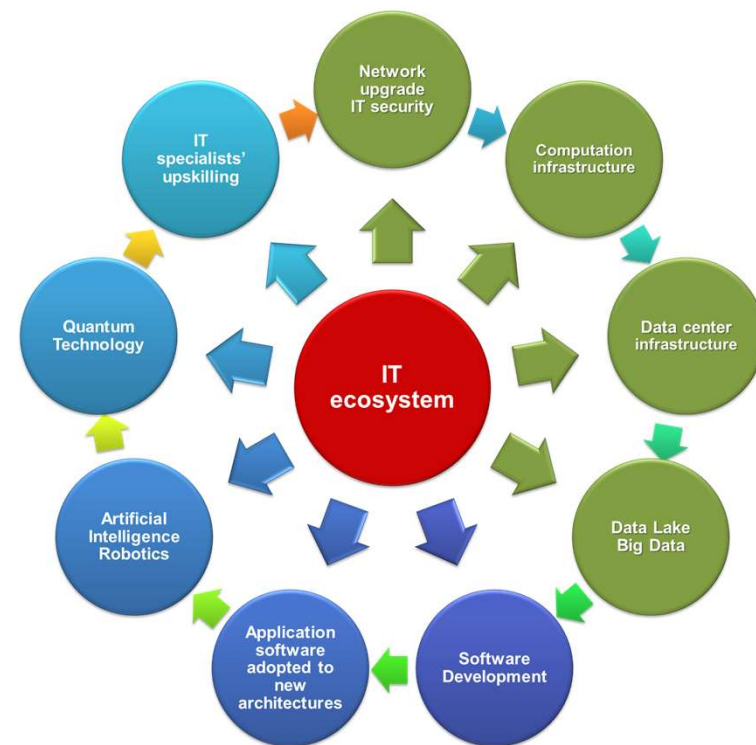 Network
upgrade
IT security
Computation
infrastructure
Data center
infrastructure
Data Lake
Big Data
Software
Development
Application
software
adopted to
new
architectures
Artificial
Intelligence
Robotics
Quantum
Technology
IT
specialists'
upskilling
IT
ecosystem